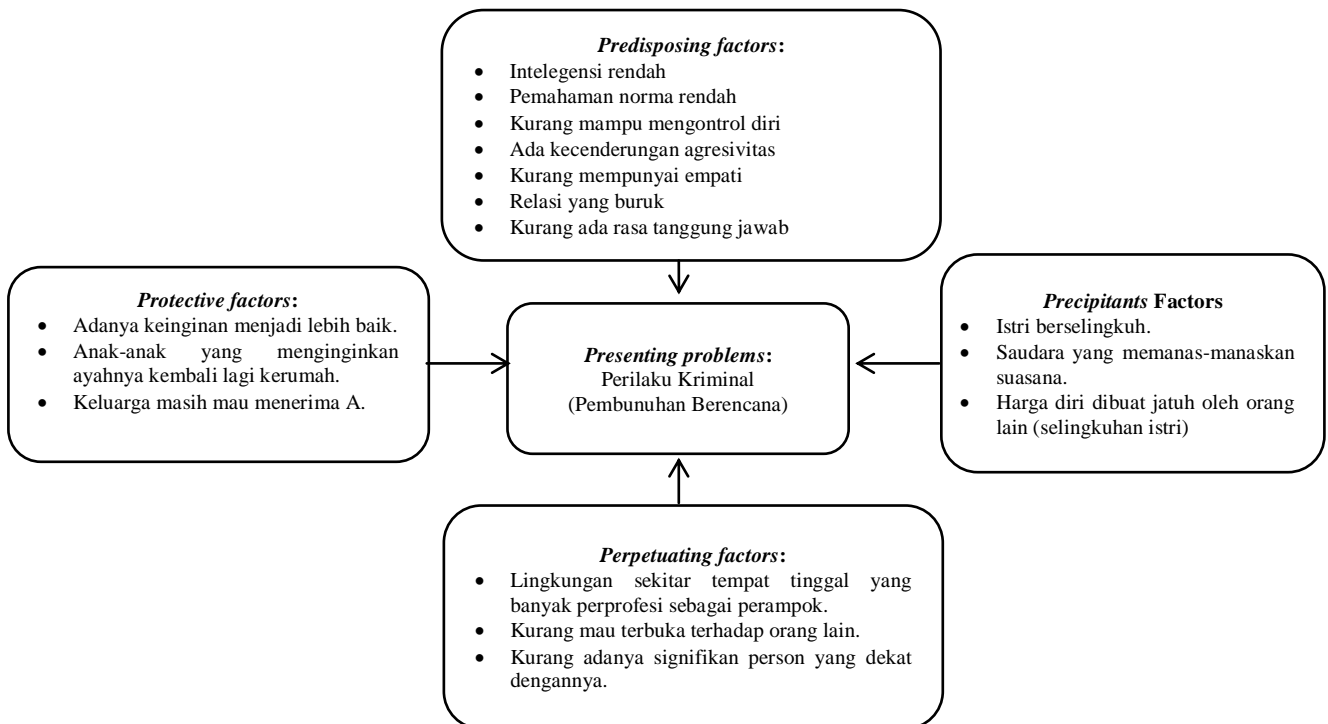 Predisposing factors:
• Intelegensi rendah
• Pemahaman norma rendah
• Kurang mampu mengontrol diri
• Ada kecenderungan agresivitas
• Kurang mempunyai empati
• Relasi yang buruk
• Kurang ada rasa tanggung jawab
Protective factors:
• Adanya keinginan menjadi lebih baik.
• Anak-anak yang menginginkan
ayahnya kembali lagi kerumah.
• Keluarga masih mau menerima A.
Presenting problems:
Perilaku Kriminal
(Pembunuhan Berencana)
Precipitants Factors
• Istri berselingkuh.
• Saudara yang memanas-manaskan
suasana.
• Harga diri dibuat jatuh oleh orang
lain (selingkuhan istri)
Perpetuating factors:
• Lingkungan sekitar tempat tinggal yang
banyak perprofesi sebagai perampok.
• Kurang mau terbuka terhadap orang lain.
• Kurang adanya signifikan person yang dekat
dengannya.